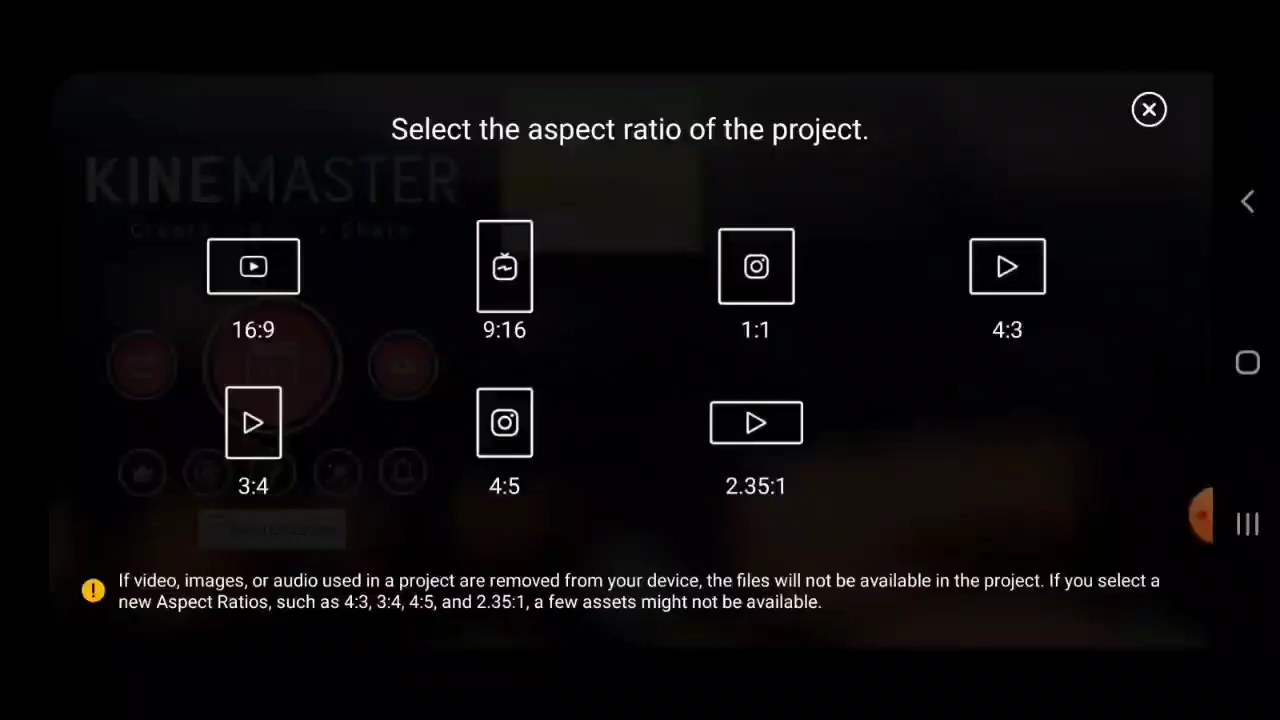 Select the aspect ratio of the project.
KINEMASTER
16:9
9:16
1:1
4:3
3:4
4:5
2.35:1
If video, images, or audio used in a project are removed from your device, the files will not be available in the project. If you select a
new Aspect Ratios, such as 4:3, 3:4, 4:5, and 2.35:1, a few assets might not be available.